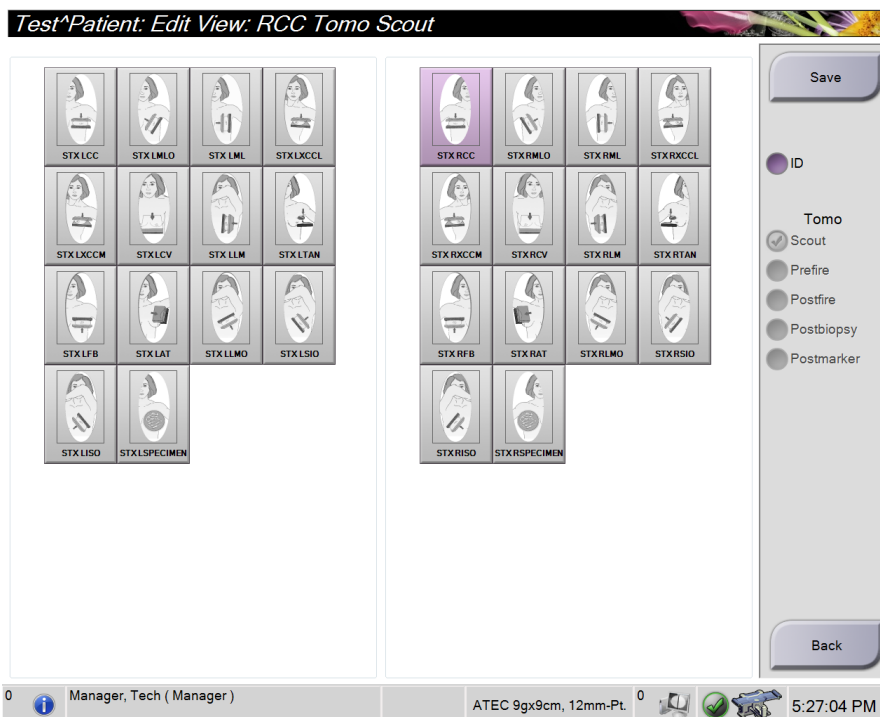 Test^Patient: Edit View: RCC Tomo Scout
STX LCC STX LMLO STX LML STX LXCCL
STX LXCCM STX LCV STX LLM STX LTAN
STX LFB STX LAT STX LLMO STX LSIO
STX LISO STX LSPECIMEN
STX RCC STX RMLO STX RML STX RXCCL
STX RXCCM STX RCV STX RLM STX RTAN
STX RFB STX RAT STX RLMO STX RSIO
STX RISO STX RSPECIMEN
Save
ID
Tomo
Scout
Prefire
Postfire
Postbiopsy
Postmarker
Back
0 Manager, Tech ( Manager ) ATEC 9gx9cm, 12mm-Pt. 0 5:27:04 PM